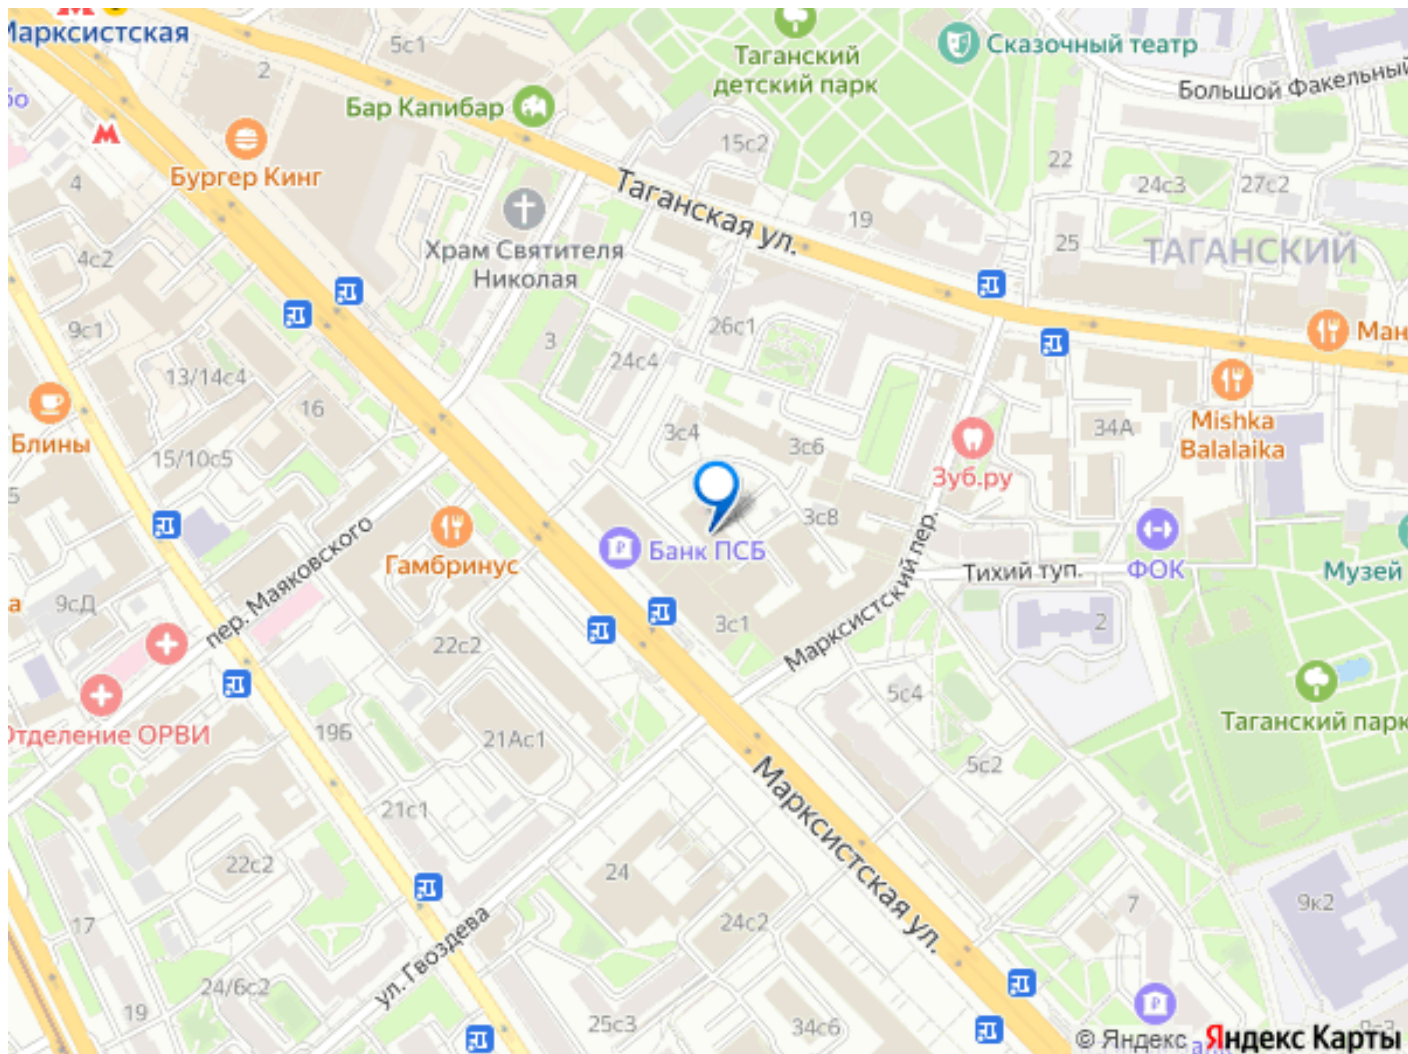 Марксистская
5с1
2
Таганский
детский парк
Сказочный театр
Большой Факельный
бо
Бар Капибар
15с2
22
Бургер Кинг
4
24с3
27с2
Таганская ул.
19
25
ТАГАНСКИЙ
Храм Святителя
Николая
4с2
9с1
3
26с1
24с4
Ман
13/14с4
16
Блины
Mishka
Balalaika
34А
3с4
3с6
15/10с5
Зуб.ру
5
3с8
Марксистский пер.
Гамбринус
Банк ПСБ
Тихий туп.
ФОК
Музей
пер. Маяковского
а
9сД
3с1
2
22с2
5с4
Отделение ОРВИ
19Б
21Ас1
Таганский парк
5с2
21с1
Марксистская ул.
22с2
24
24с2
7
9к2
17
ул. Гвоздева
24/6с2
19
25с3
34с6
© Яндекс Яндекс Карты